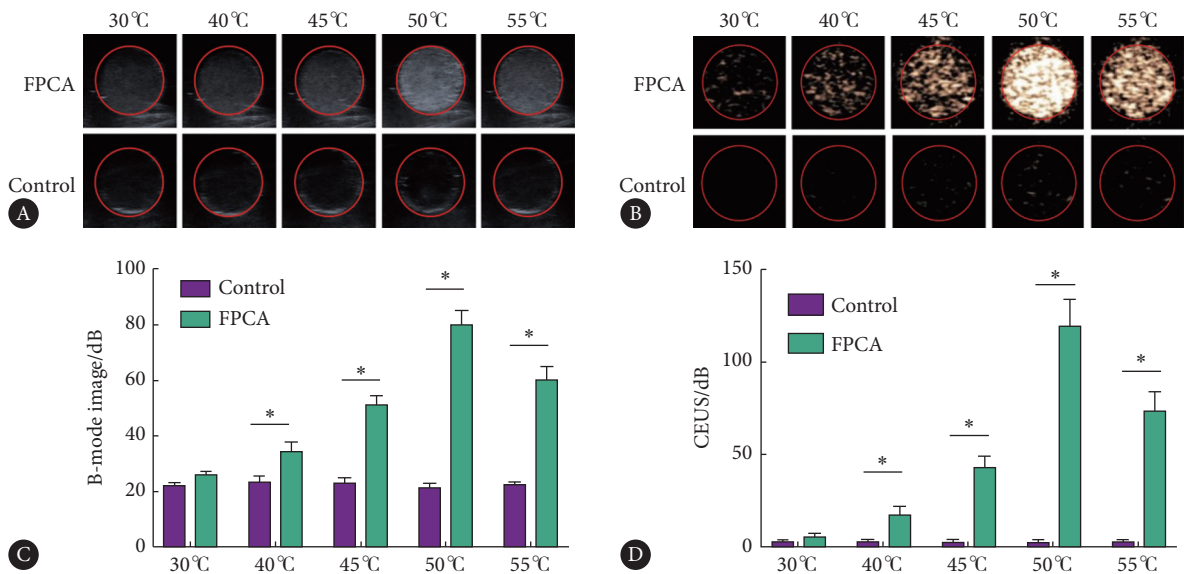 30℃ 40℃ 45℃ 50℃ 55℃
FPCA
Control
A
30℃ 40℃ 45℃ 50℃ 55℃
FPCA
Control
B
100
80
60
40
20
0
B-mode image/dB
Control
FPCA
*
*
*
*
30℃ 40℃ 45℃ 50℃ 55℃
C
150
100
50
0
CEUS/dB
Control
FPCA
*
*
*
*
30℃ 40℃ 45℃ 50℃ 55℃
D